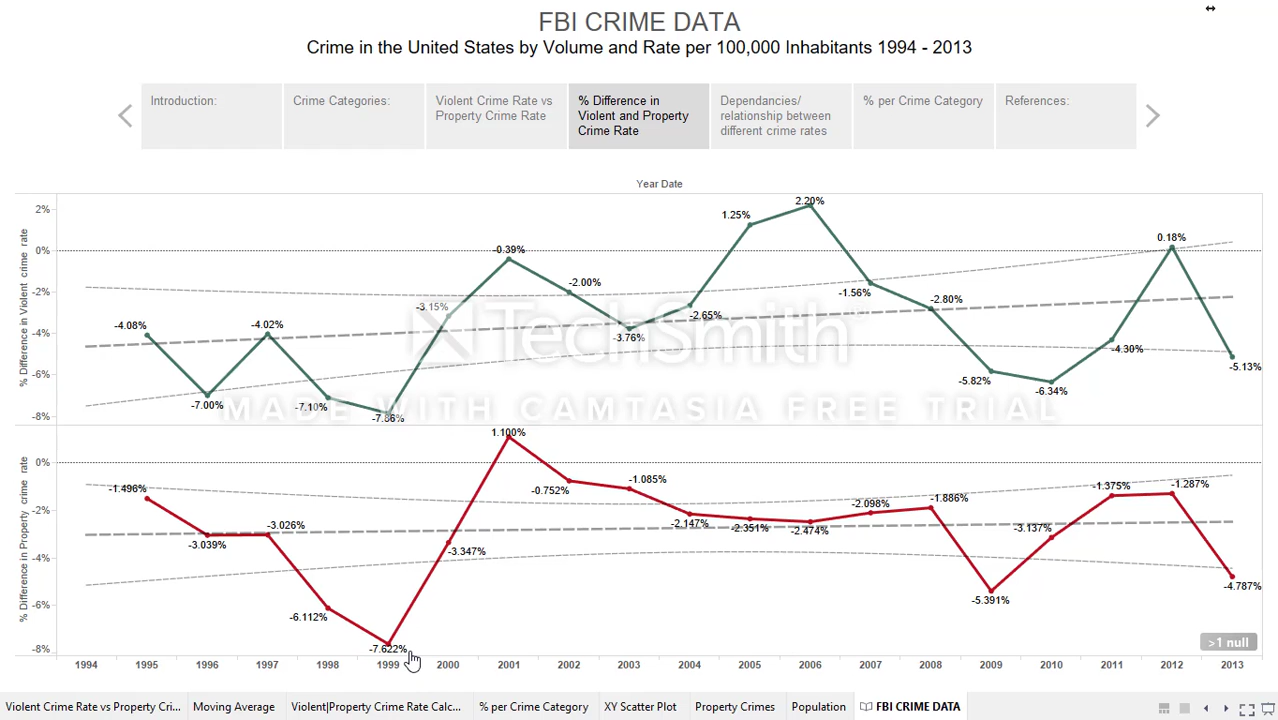 FBI CRIME DATA
Crime in the United States by Volume and Rate per 100,000 Inhabitants 1994 - 2013
Introduction:
Crime Categories:
Violent Crime Rate vs
Property Crime Rate
% Difference in
Violent and Property
Crime Rate
Dependancies/
relationship between
different crime rates
% per Crime Category
References:
Year Date
% Difference in Violent crime rate
2%
0%
-2%
-4%
-6%
-8%
-4.08%
-7.00%
-4.02%
-7.10%
-7.86%
-3.15%
-0.39%
-2.00%
-3.76%
-2.65%
1.25%
2.20%
-1.56%
-2.80%
-5.82%
-6.34%
-4.30%
0.18%
-5.13%
TechSmith
MADE WITH CAMTASIA FREE TRIAL
% Difference in Property crime rate
0%
-2%
-4%
-6%
-8%
-1.496%
-3.039%
-3.026%
-6.112%
-7.622%
-3.347%
1.100%
-0.752%
-1.085%
-2.147%
-2.351%
-2.474%
-2.098%
-1.886%
-5.391%
-3.137%
-1.375%
-1.287%
-4.787%
>1 null
1994 1995 1996 1997 1998 1999 2000 2001 2002 2003 2004 2005 2006 2007 2008 2009 2010 2011 2012 2013
Violent Crime Rate vs Property Cri...
Moving Average
Violent|Property Crime Rate Calc...
% per Crime Category
XY Scatter Plot
Property Crimes
Population
FBI CRIME DATA